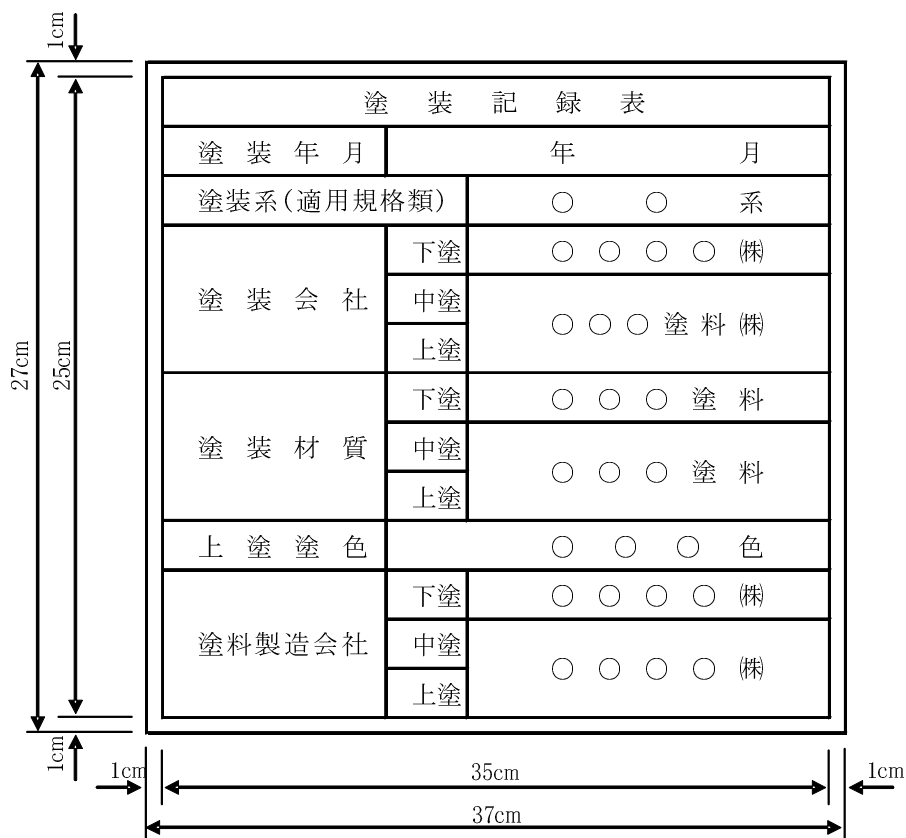 1cm
塗装記録表
塗装年月 年 月
塗装系(適用規格類) ○ ○ 系
下塗 ○○○○㈱
塗装会社 中塗 ○○○塗料㈱
上塗
27cm
25cm
下塗 ○○○塗料
塗装材質 中塗 ○○○塗料
上塗
上塗塗色 ○○○色
下塗 ○○○○㈱
塗料製造会社 中塗 ○○○○㈱
上塗
1cm
1cm 35cm 1cm
37cm